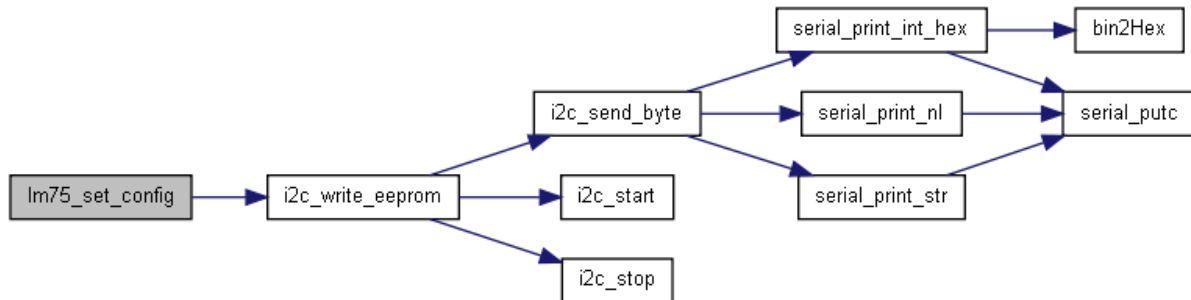 serial_print_int_hex
bin2Hex
i2c_send_byte
serial_print_nl
serial_putc
lm75_set_config
i2c_write_eeprom
i2c_start
serial_print_str
i2c_stop